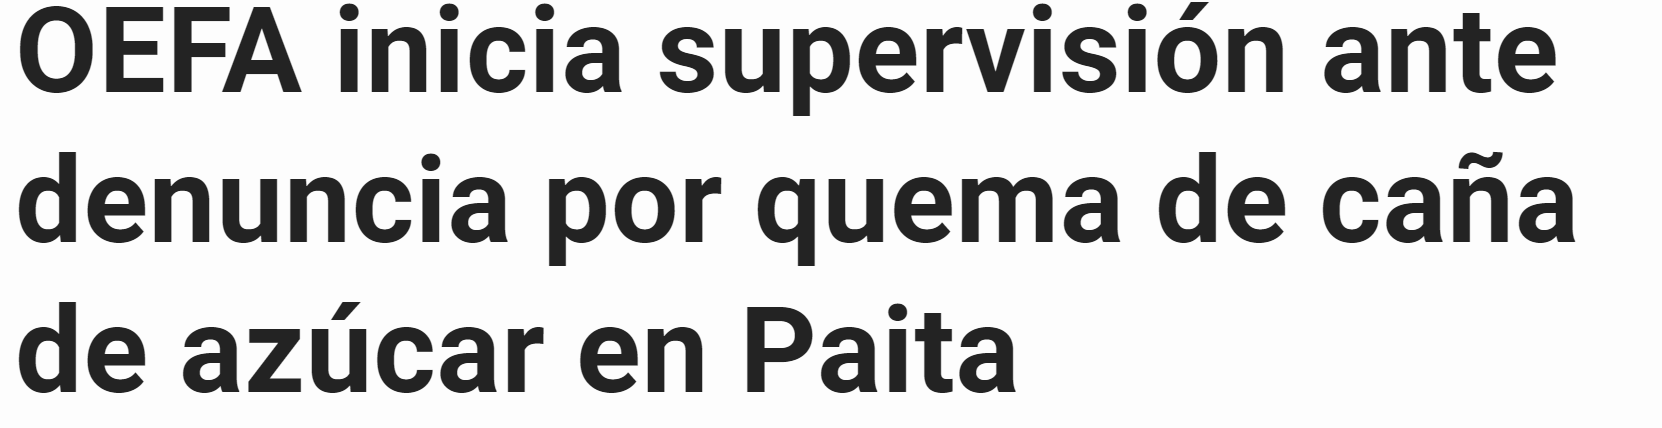 OEFA inicia supervisión ante
denuncia por quema de caña
de azúcar en Paita